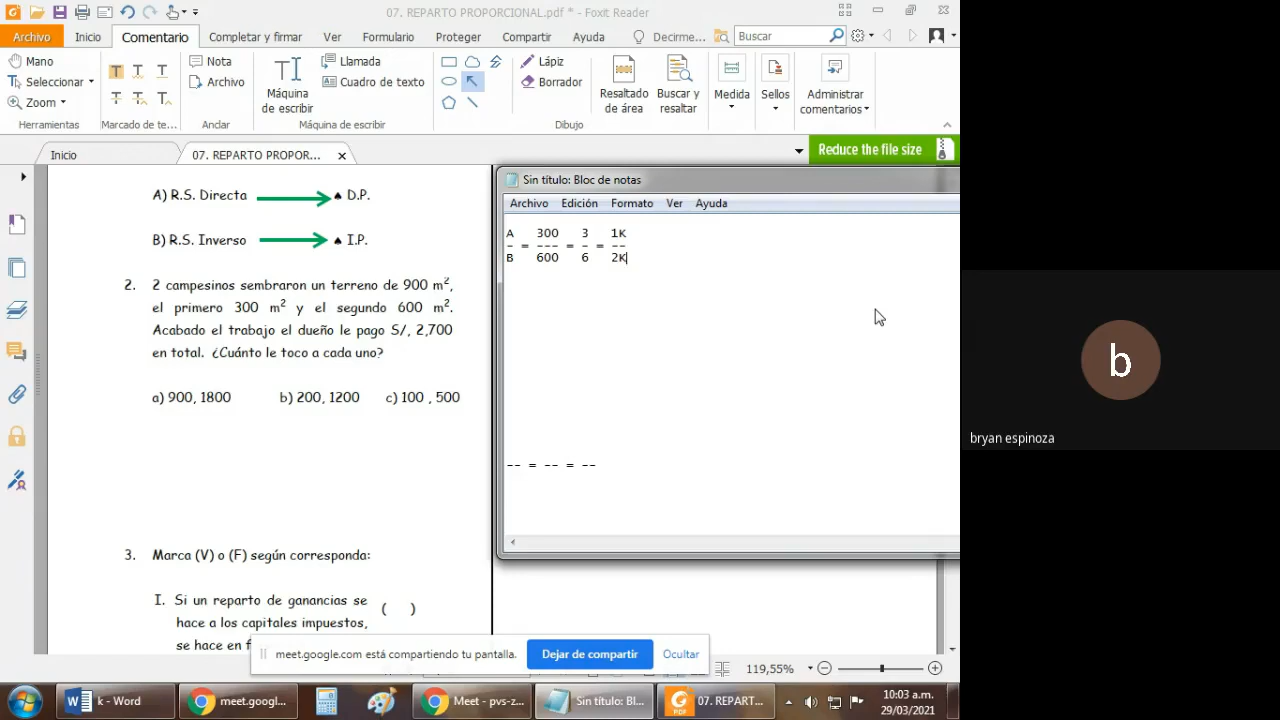 07. REPARTO PROPORCIONAL.pdf * - Foxit Reader
Archivo Inicio Comentario Completar y firmar Ver Formulario Proteger Compartir Ayuda Decirme... Buscar
Mano
Seleccionar
Zoom
Herramientas
T T T
T T T
Marcado de te...
Nota
Archivo
Anclar
Máquina de escribir
Llamada
Cuadro de texto
Máquina de escribir
Lápiz
Borrador
Dibujo
Resaltado de área
Buscar y resaltar
Medida
Sellos
Administrar comentarios
Inicio
07. REPARTO PROPOR... x
Reduce the file size
A) R.S. Directa ♠ D.P.
B) R.S. Inverso ♠ I.P.
2. 2 campesinos sembraron un terreno de 900 m²,
el primero 300 m² y el segundo 600 m².
Acabado el trabajo el dueño le pago S/, 2,700
en total. ¿Cuánto le toco a cada uno?
a) 900, 1800 b) 200, 1200 c) 100 , 500
3. Marca (V) o (F) según corresponda:
I. Si un reparto de ganancias se ( )
hace a los capitales impuestos,
se hace en f
Sin título: Bloc de notas
Archivo Edición Formato Ver Ayuda
A 300 3 1K
- = --- = - = --
B 600 6 2K
-- = -- = --
meet.google.com está compartiendo tu pantalla. Dejar de compartir Ocultar
119,55%
b
bryan espinoza
k - Word
meet.googl...
Meet - pvs-z...
Sin título: Blo...
07. REPART...
10:03 a.m.
29/03/2021